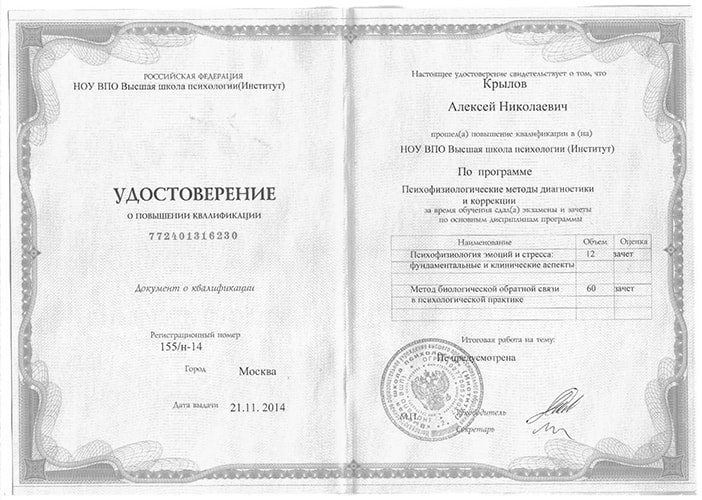 РОССИЙСКАЯ ФЕДЕРАЦИЯ
НОУ ВПО Высшая школа психологии(Институт)
УДОСТОВЕРЕНИЕ
О ПОВЫШЕНИИ КВАЛИФИКАЦИИ
772401316230
Документ о квалификации
Регистрационный номер
155/н-14
Город Москва
Дата выдачи 21.11.2014
Настоящее удостоверение свидетельствует о том, что
Крылов
Алексей Николаевич
прошел(а) повышение квалификации в (на)
НОУ ВПО Высшая школа психологии (Институт)
По программе
Психофизиологические методы диагностики
и коррекции
за время обучения сдал(а) экзамены и зачеты
по основным дисциплинам программы
Наименование Объем Оценка
Психофизиология эмоций и стресса: 12 зачет
фундаментальные и клинические аспекты
Метод биологической обратной связи 60 зачет
в психологической практике
Итоговая работа на тему:
Не предусмотрена
М.П.
Руководитель
Секретарь